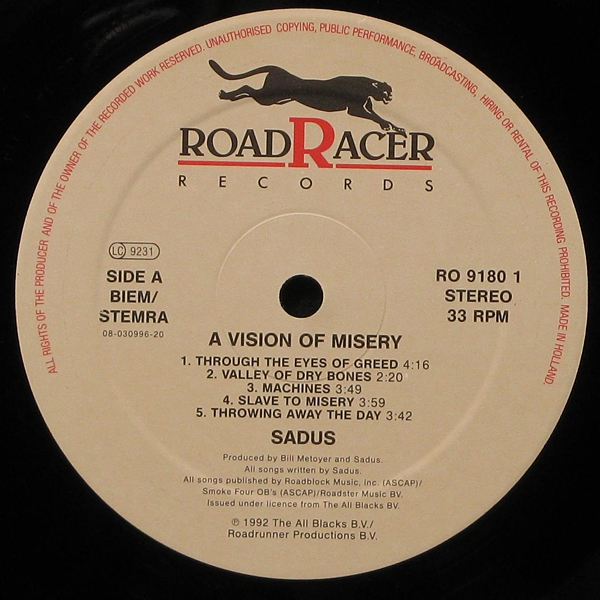 ALL RIGHTS OF THE PRODUCER AND OF THE OWNER OF THE RECORDED WORK RESERVED. UNAUTHORISED COPYING, PUBLIC PERFORMANCE, BROADCASTING, HIRING OR RENTAL OF THIS RECORDING PROHIBITED. MADE IN HOLLAND.
ROADRACER
RECORDS
LC 9231
SIDE A
BIEM/
STEMRA
08-030996-20
RO 9180 1
STEREO
33 RPM
A VISION OF MISERY
1. THROUGH THE EYES OF GREED 4:16
2. VALLEY OF DRY BONES 2:20
3. MACHINES 3:49
4. SLAVE TO MISERY 3:59
5. THROWING AWAY THE DAY 3:42
SADUS
Produced by Bill Metoyer and Sadus.
All songs written by Sadus.
All songs published by Roadblock Music, Inc. (ASCAP)/
Smoke Four OB's (ASCAP)/Roadster Music BV.
Issued under licence from The All Blacks BV.
℗ 1992 The All Blacks B.V./
Roadrunner Productions B.V.